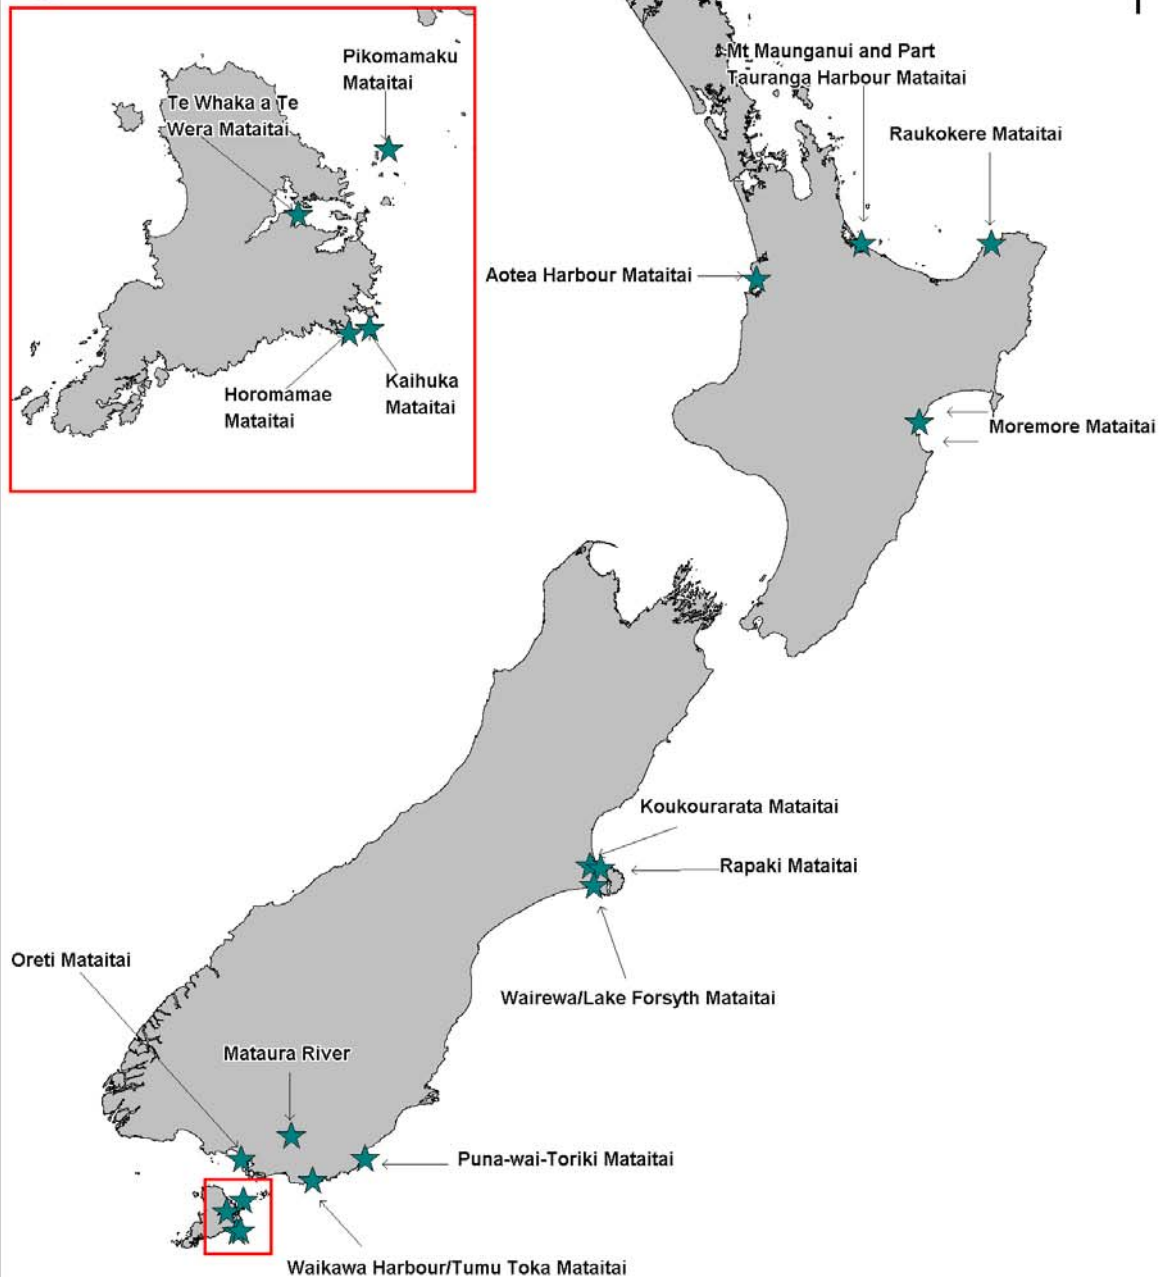 Pikomamaku
Mataitai
Te Whaka a Te
Wera Mataitai
Horomamae
Mataitai
Kaihuka
Mataitai
Mt Maunganui and Part
Tauranga Harbour Mataitai
Raukokere Mataitai
Aotea Harbour Mataitai
Moremore Mataitai
Koukourarata Mataitai
Rapaki Mataitai
Wairewa/Lake Forsyth Mataitai
Oreti Mataitai
Mataura River
Puna-wai-Toriki Mataitai
Waikawa Harbour/Tumu Toka Mataitai